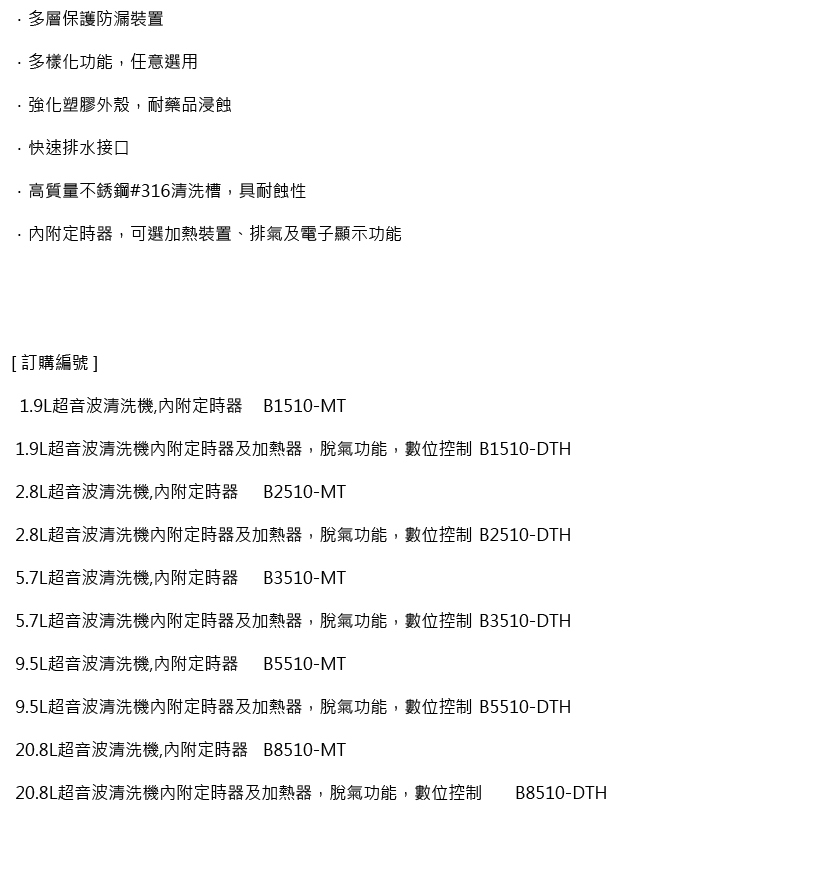 ．多層保護防漏裝置
．多樣化功能，任意選用
．強化塑膠外殼，耐藥品浸蝕
．快速排水接口
．高質量不銹鋼#316清洗槽，具耐蝕性
．內附定時器，可選加熱裝置、排氣及電子顯示功能
[ 訂購編號 ]
1.9L超音波清洗機,內附定時器 B1510-MT
1.9L超音波清洗機內附定時器及加熱器，脫氣功能，數位控制 B1510-DTH
2.8L超音波清洗機,內附定時器 B2510-MT
2.8L超音波清洗機內附定時器及加熱器，脫氣功能，數位控制 B2510-DTH
5.7L超音波清洗機,內附定時器 B3510-MT
5.7L超音波清洗機內附定時器及加熱器，脫氣功能，數位控制 B3510-DTH
9.5L超音波清洗機,內附定時器 B5510-MT
9.5L超音波清洗機內附定時器及加熱器，脫氣功能，數位控制 B5510-DTH
20.8L超音波清洗機,內附定時器 B8510-MT
20.8L超音波清洗機內附定時器及加熱器，脫氣功能，數位控制 B8510-DTH